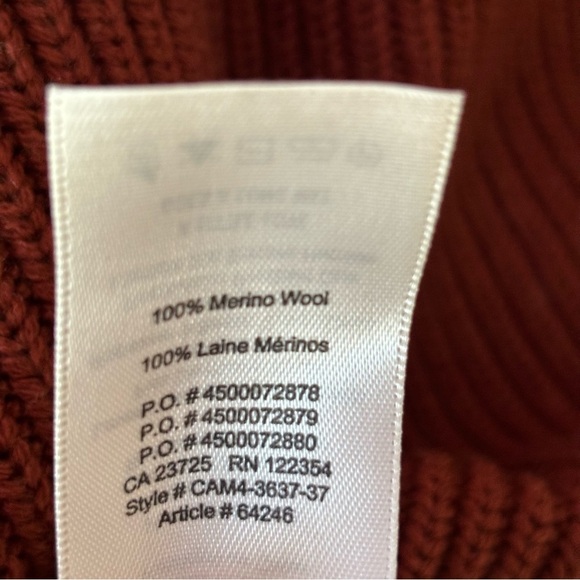 100% Merino Wool
100% Laine Mérinos
P.O. # 4500072878
P.O. # 4500072879
P.O. # 4500072880
CA 23725 RN 122354
Style # CAM4-3637-37
Article # 64246